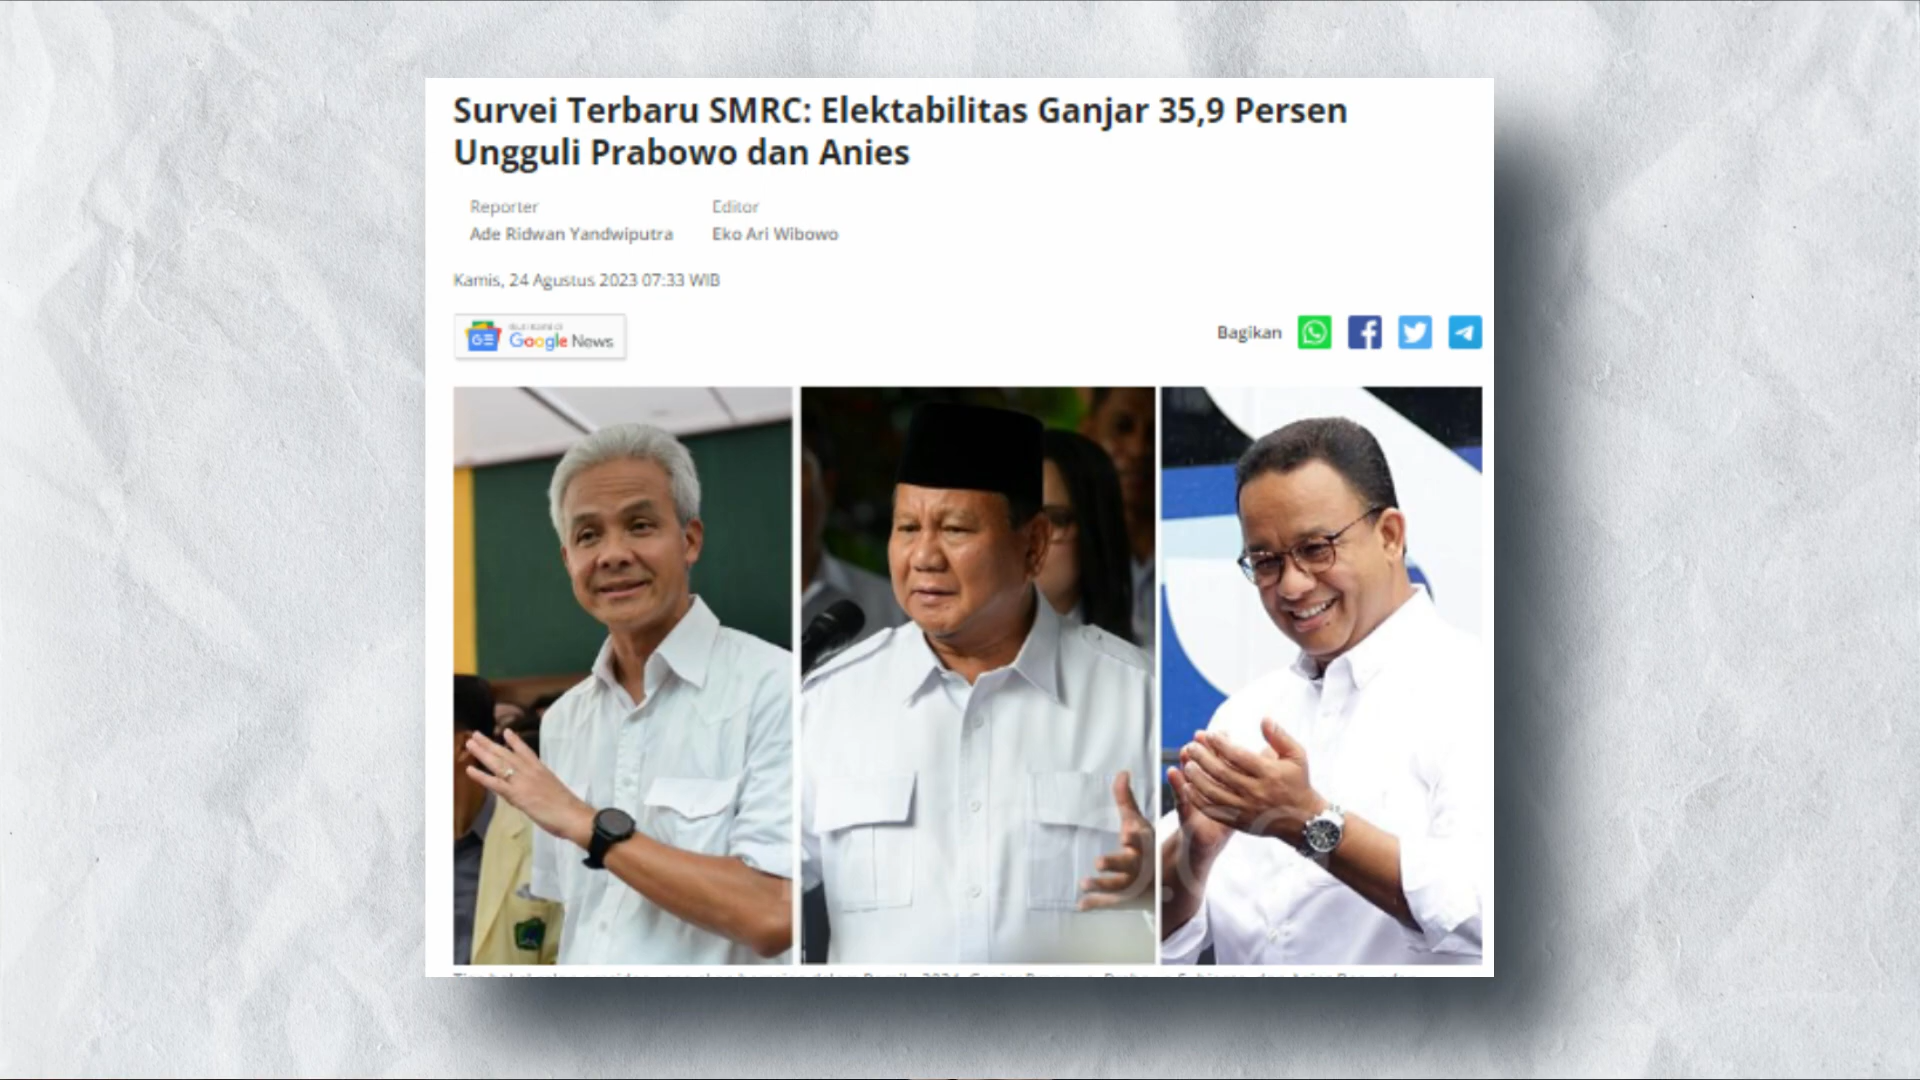 Survei Terbaru SMRC: Elektabilitas Ganjar 35,9 Persen
Ungguli Prabowo dan Anies
Reporter
Editor
Ade Ridwan Yandwiputra
Eko Ari Wibowo
Kamis, 24 Agustus 2023 07:33 WIB
Google News
Bagikan